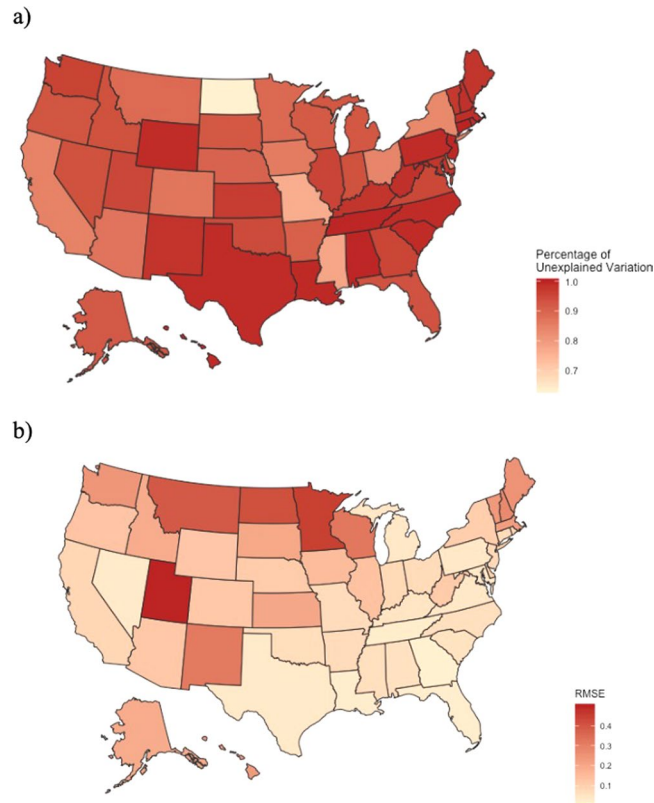 a)
Percentage of
Unexplained Variation
1.0
0.9
0.8
0.7
b)
RMSE
0.4
0.3
0.2
0.1